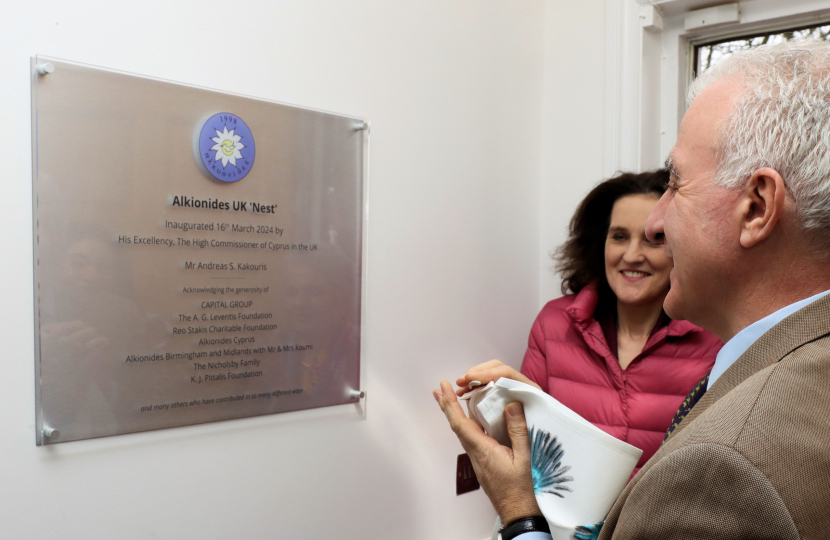 1998
Alkionides UK 'Nest'
Inaugurated 16th March 2024 by
His Excellency, The High Commissioner of Cyprus in the UK
Mr Andreas S. Kakouris
Acknowledging the generosity of
CAPITAL GROUP
The A. G. Leventis Foundation
Reo Stakis Charitable Foundation
Alkionides Cyprus
Alkionides Birmingham and Midlands with Mr & Mrs Koumi
The Nicholsby Family
K. J. Pittalis Foundation
and many others who have contributed in so many different ways